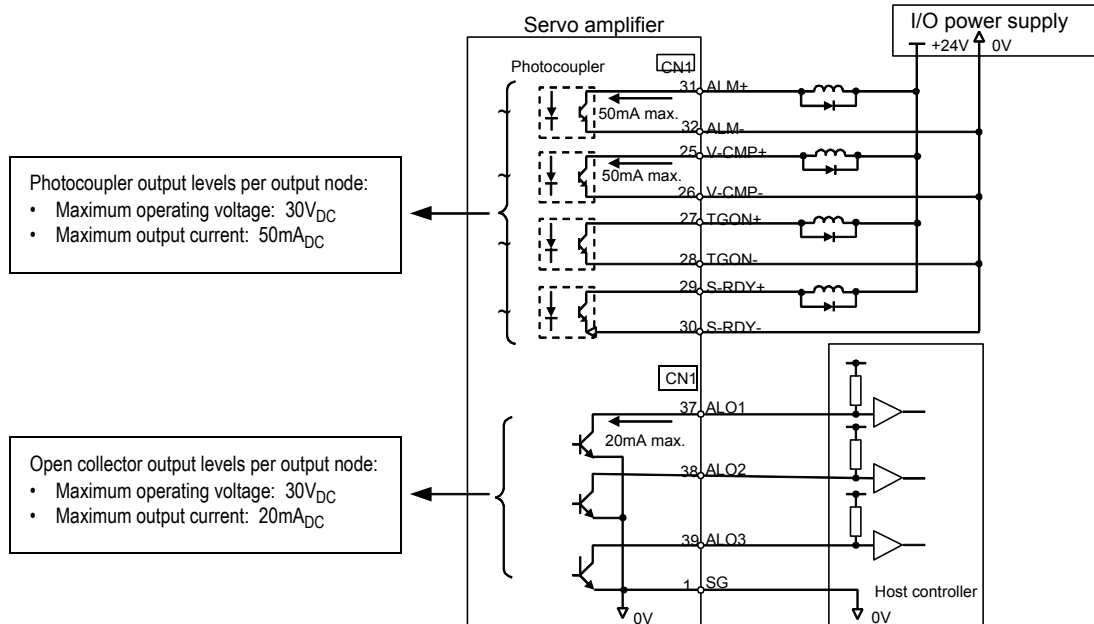 Servo amplifier
I/O power supply
+24V 0V
Photocoupler
CN1
31 ALM+
50mA max.
32 ALM-
25 V-CMP+
50mA max.
26 V-CMP-
27 TGON+
28 TGON-
29 S-RDY+
30 S-RDY-
Photocoupler output levels per output node:
• Maximum operating voltage: 30VDC
• Maximum output current: 50mADC
CN1
37 ALO1
20mA max.
38 ALO2
39 ALO3
1 SG
0V
Host controller
0V
Open collector output levels per output node:
• Maximum operating voltage: 30VDC
• Maximum output current: 20mADC